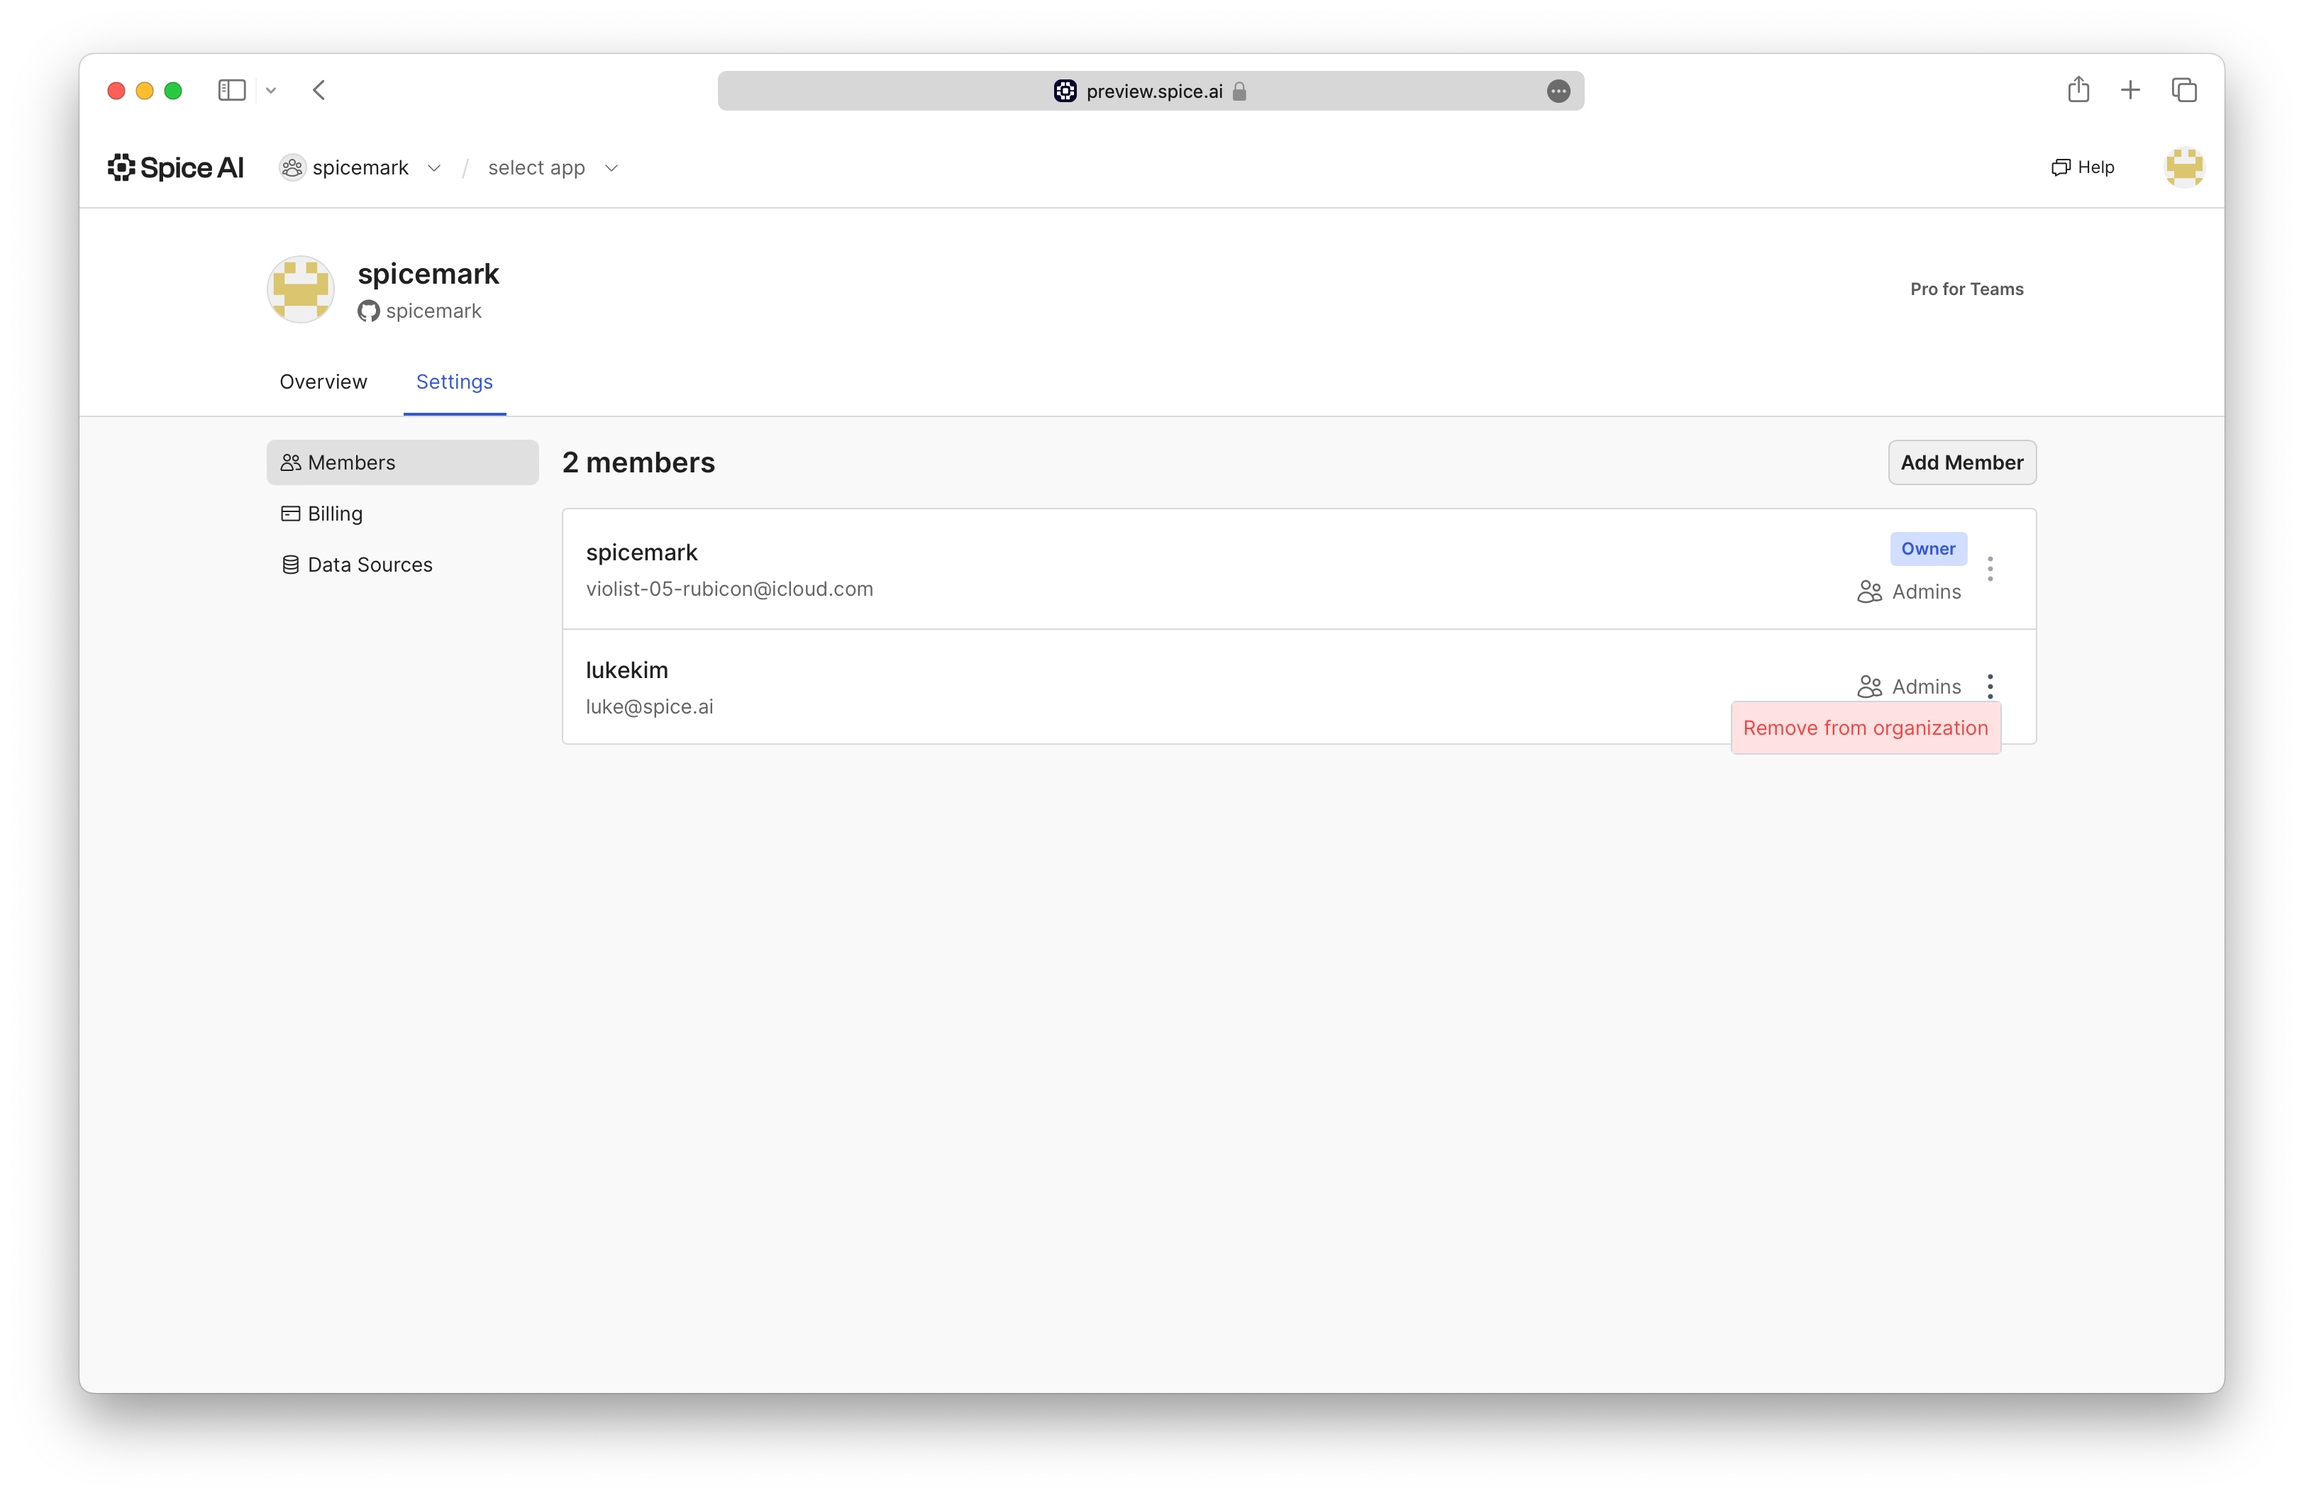 preview.spice.ai
Spice AI
spicemark / select app
Help
spicemark
spicemark
Pro for Teams
Overview
Settings
Members
Billing
Data Sources
2 members
Add Member
spicemark
violist-05-rubicon@icloud.com
Owner
Admins
lukekim
luke@spice.ai
Admins
Remove from organization